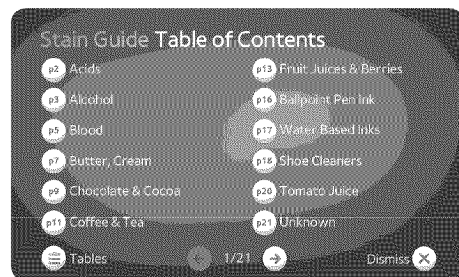 Stain Guide Table of Contents
p2 Acids
p3 Alcohol
p5 Blood
p7 Butter, Cream
p9 Chocolate & Cocoa
p11 Coffee & Tea
p13 Fruit Juices & Berries
p16 Ballpoint Pen Ink
p17 Water Based Inks
p18 Shoe Cleaners
p20 Tomato Juice
p21 Unknown
Tables
1/21
Dismiss